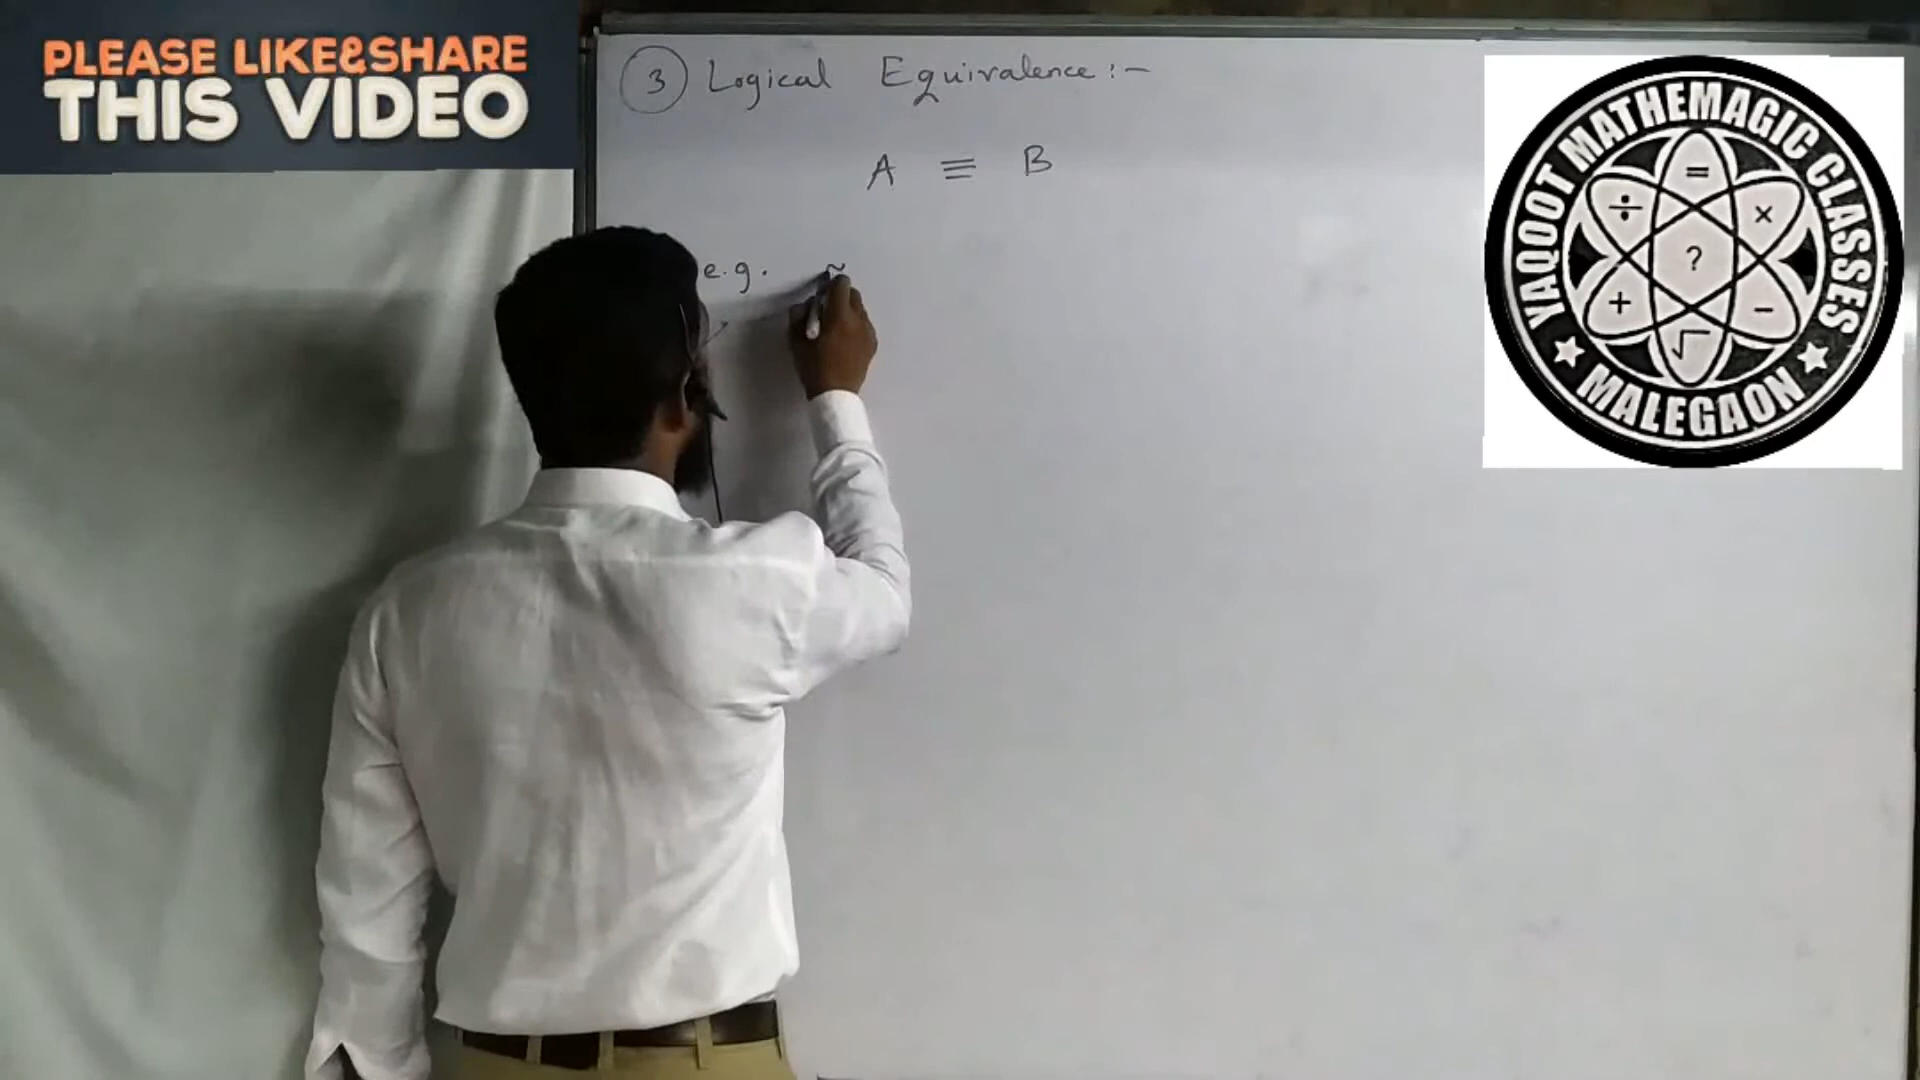 PLEASE LIKE&SHARE
THIS VIDEO
3 Logical Equivalence :-
A ≡ B
e.g. ~
YAQOOT MATHEMAGIC CLASSES
MALEGAON
= ÷ × ? + - √